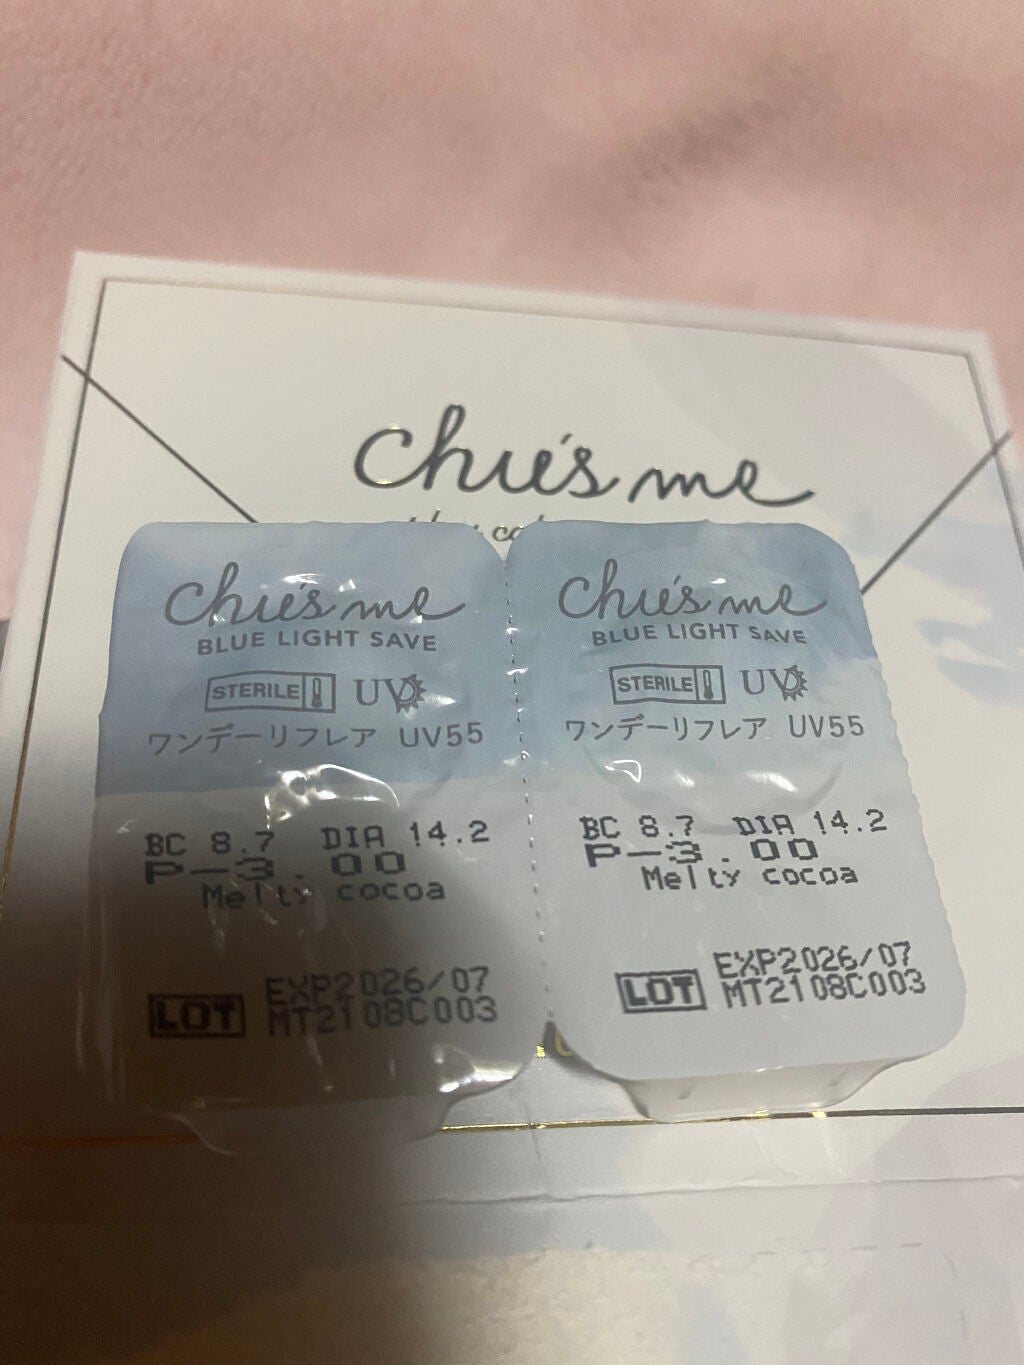 chu's me
chu's me
BLUE LIGHT SAVE
STERILE UV
ワンデーリフレア UV55
BC 8.7 DIA 14.2
P-3.00
Melty cocoa
LOT EXP2026/07
MT2108C003
chu's me
BLUE LIGHT SAVE
STERILE UV
ワンデーリフレア UV55
BC 8.7 DIA 14.2
P-3.00
Melty cocoa
LOT EXP2026/07
MT2108C003